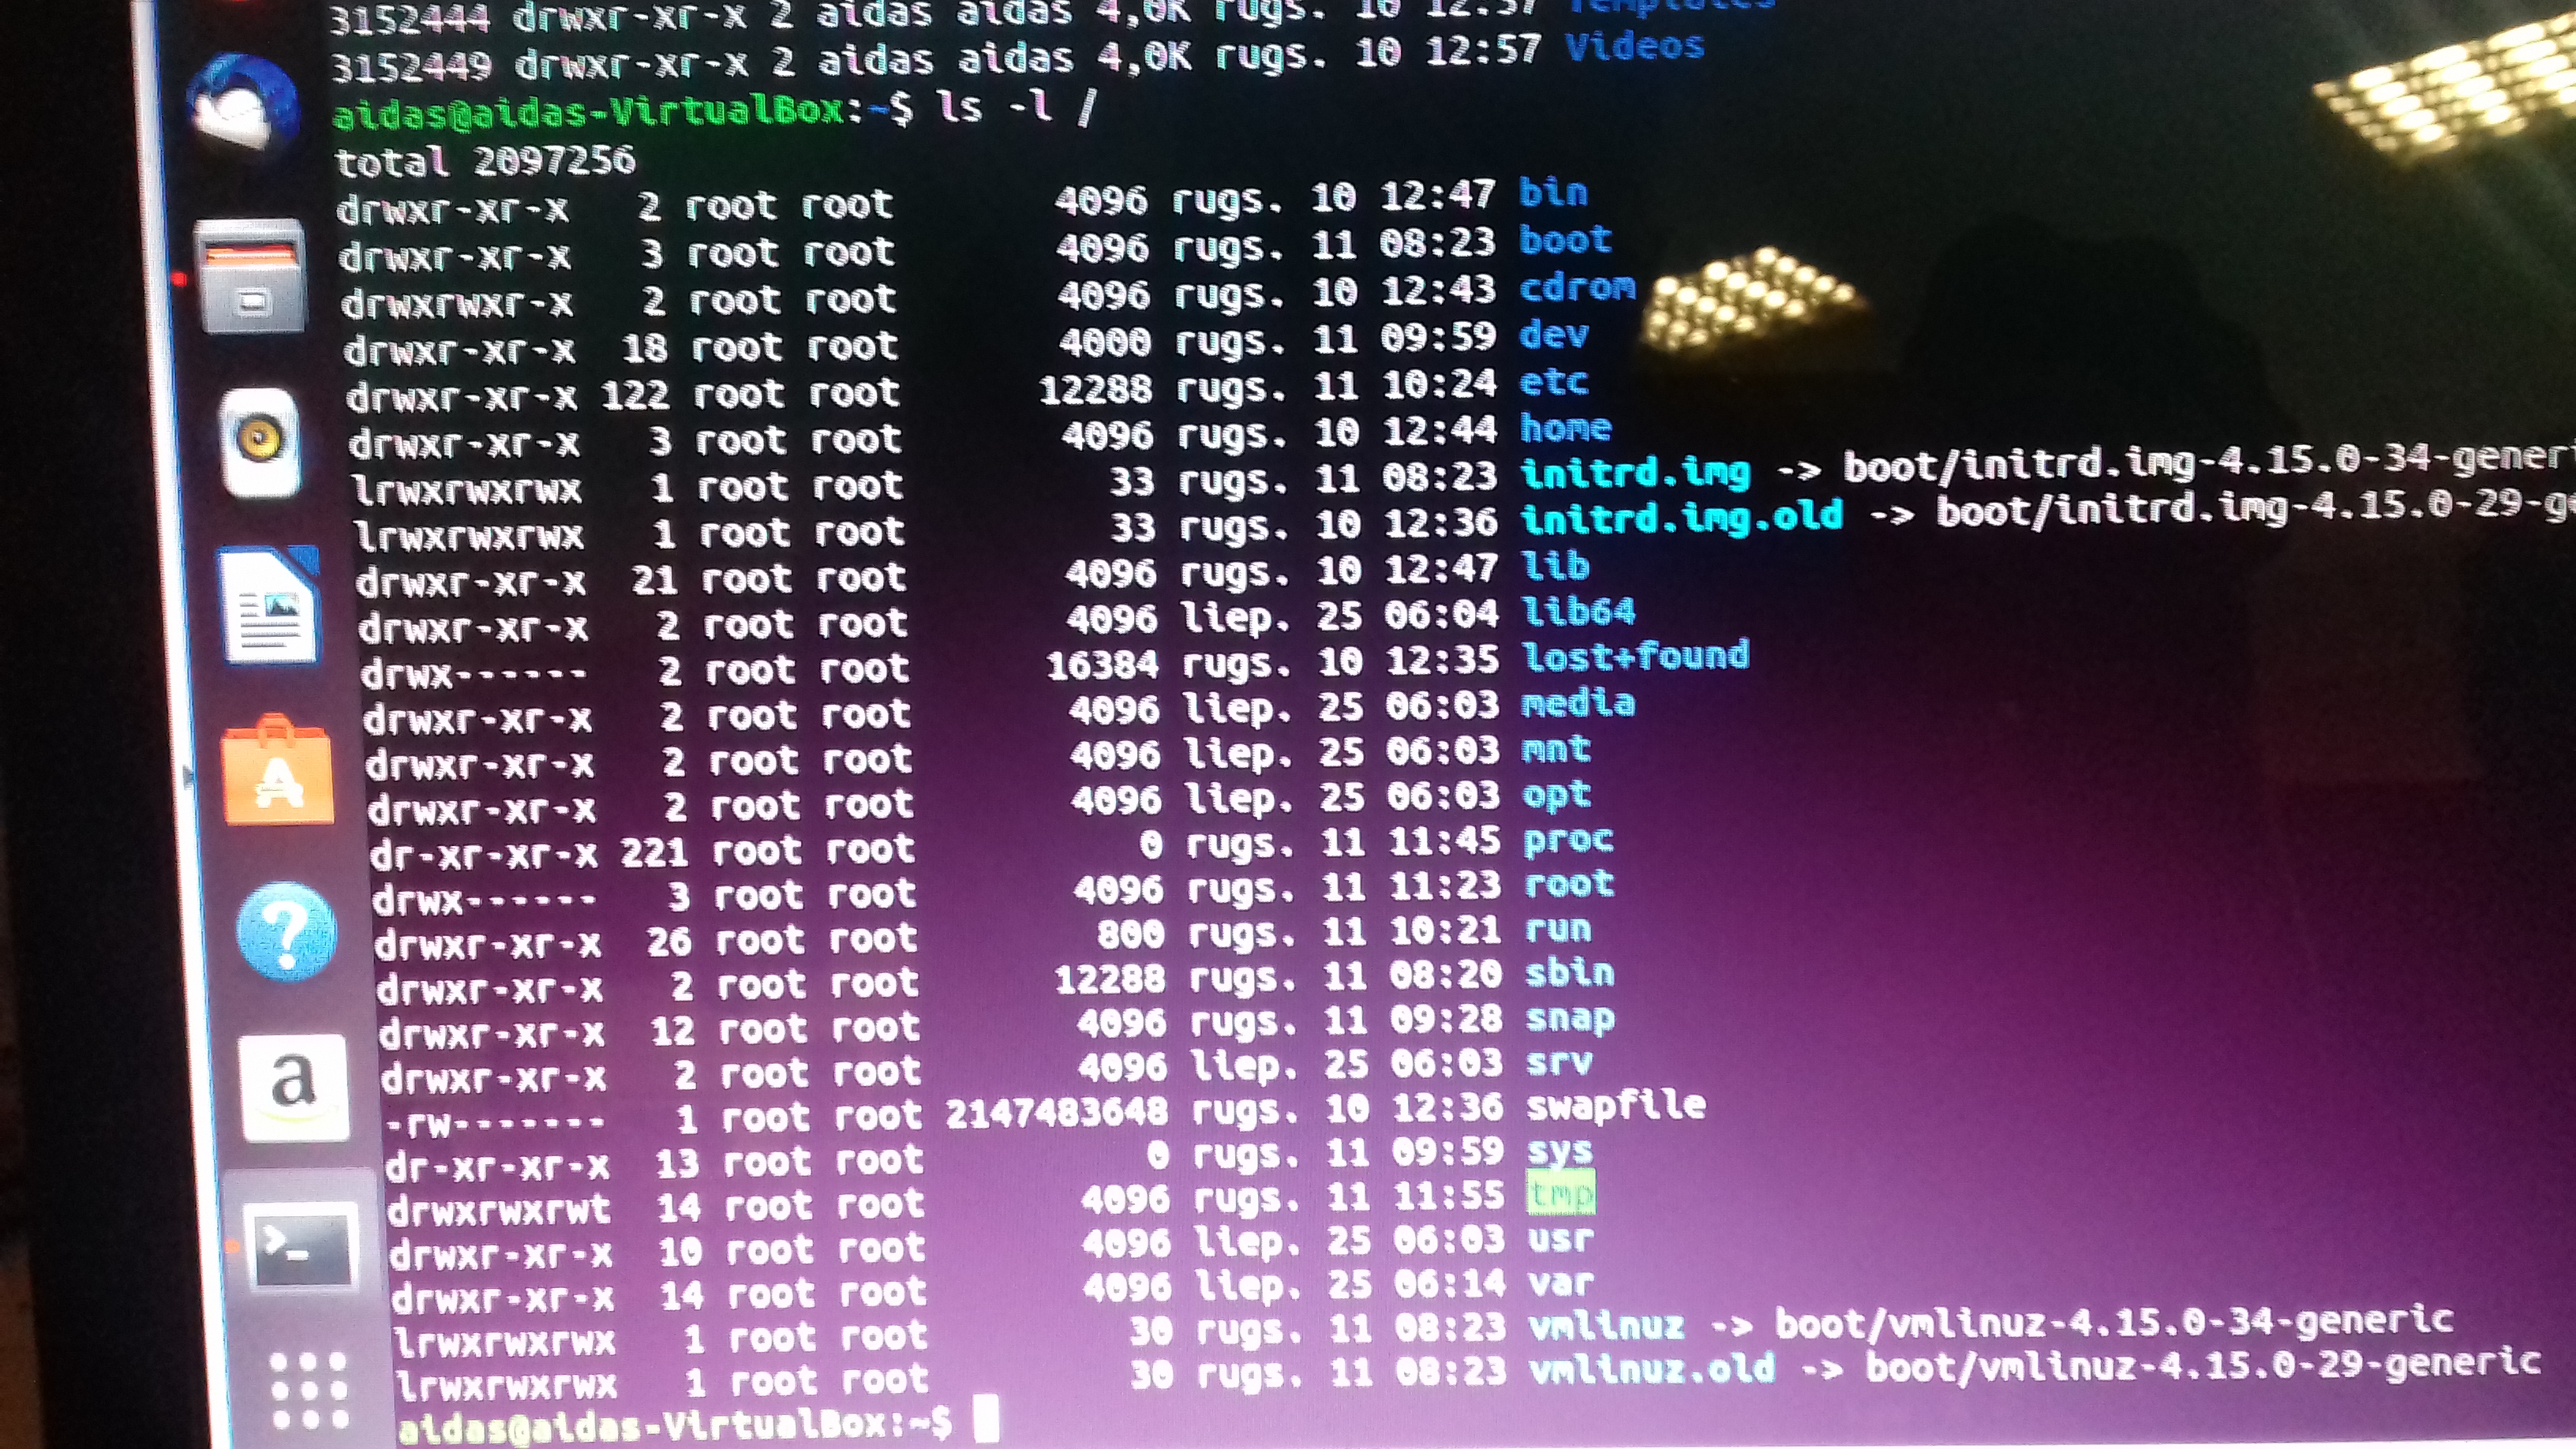 3152444 drwxr-xr-x 2 aidas aidas 4,0K rugs. 10 12:57 Templates
3152449 drwxr-xr-x 2 aidas aidas 4,0K rugs. 10 12:57 Videos
aidas@aidas-VirtualBox:~$ ls -l /
total 2097256
drwxr-xr-x 2 root root 4096 rugs. 10 12:47 bin
drwxr-xr-x 3 root root 4096 rugs. 11 08:23 boot
drwxrwxr-x 2 root root 4096 rugs. 10 12:43 cdrom
drwxr-xr-x 18 root root 4000 rugs. 11 09:59 dev
drwxr-xr-x 122 root root 12288 rugs. 11 10:24 etc
drwxr-xr-x 3 root root 4096 rugs. 10 12:44 home
lrwxrwxrwx 1 root root 33 rugs. 11 08:23 initrd.img -> boot/initrd.img-4.15.0-34-generi
lrwxrwxrwx 1 root root 33 rugs. 10 12:36 initrd.img.old -> boot/initrd.img-4.15.0-29-g
drwxr-xr-x 21 root root 4096 rugs. 10 12:47 lib
drwxr-xr-x 2 root root 4096 liep. 25 06:04 lib64
drwx------ 2 root root 16384 rugs. 10 12:35 lost+found
drwxr-xr-x 2 root root 4096 liep. 25 06:03 media
drwxr-xr-x 2 root root 4096 liep. 25 06:03 mnt
drwxr-xr-x 2 root root 4096 liep. 25 06:03 opt
dr-xr-xr-x 221 root root 0 rugs. 11 11:45 proc
drwx------ 3 root root 4096 rugs. 11 11:23 root
drwxr-xr-x 26 root root 800 rugs. 11 10:21 run
drwxr-xr-x 2 root root 12288 rugs. 11 08:20 sbin
drwxr-xr-x 12 root root 4096 rugs. 11 09:28 snap
drwxr-xr-x 2 root root 4096 liep. 25 06:03 srv
-rw------- 1 root root 2147483648 rugs. 10 12:36 swapfile
dr-xr-xr-x 13 root root 0 rugs. 11 09:59 sys
drwxrwxrwt 14 root root 4096 rugs. 11 11:55 tmp
drwxr-xr-x 10 root root 4096 liep. 25 06:03 usr
drwxr-xr-x 14 root root 4096 liep. 25 06:14 var
lrwxrwxrwx 1 root root 30 rugs. 11 08:23 vmlinuz -> boot/vmlinuz-4.15.0-34-generic
lrwxrwxrwx 1 root root 30 rugs. 11 08:23 vmlinuz.old -> boot/vmlinuz-4.15.0-29-generic
aidas@aidas-VirtualBox:~$